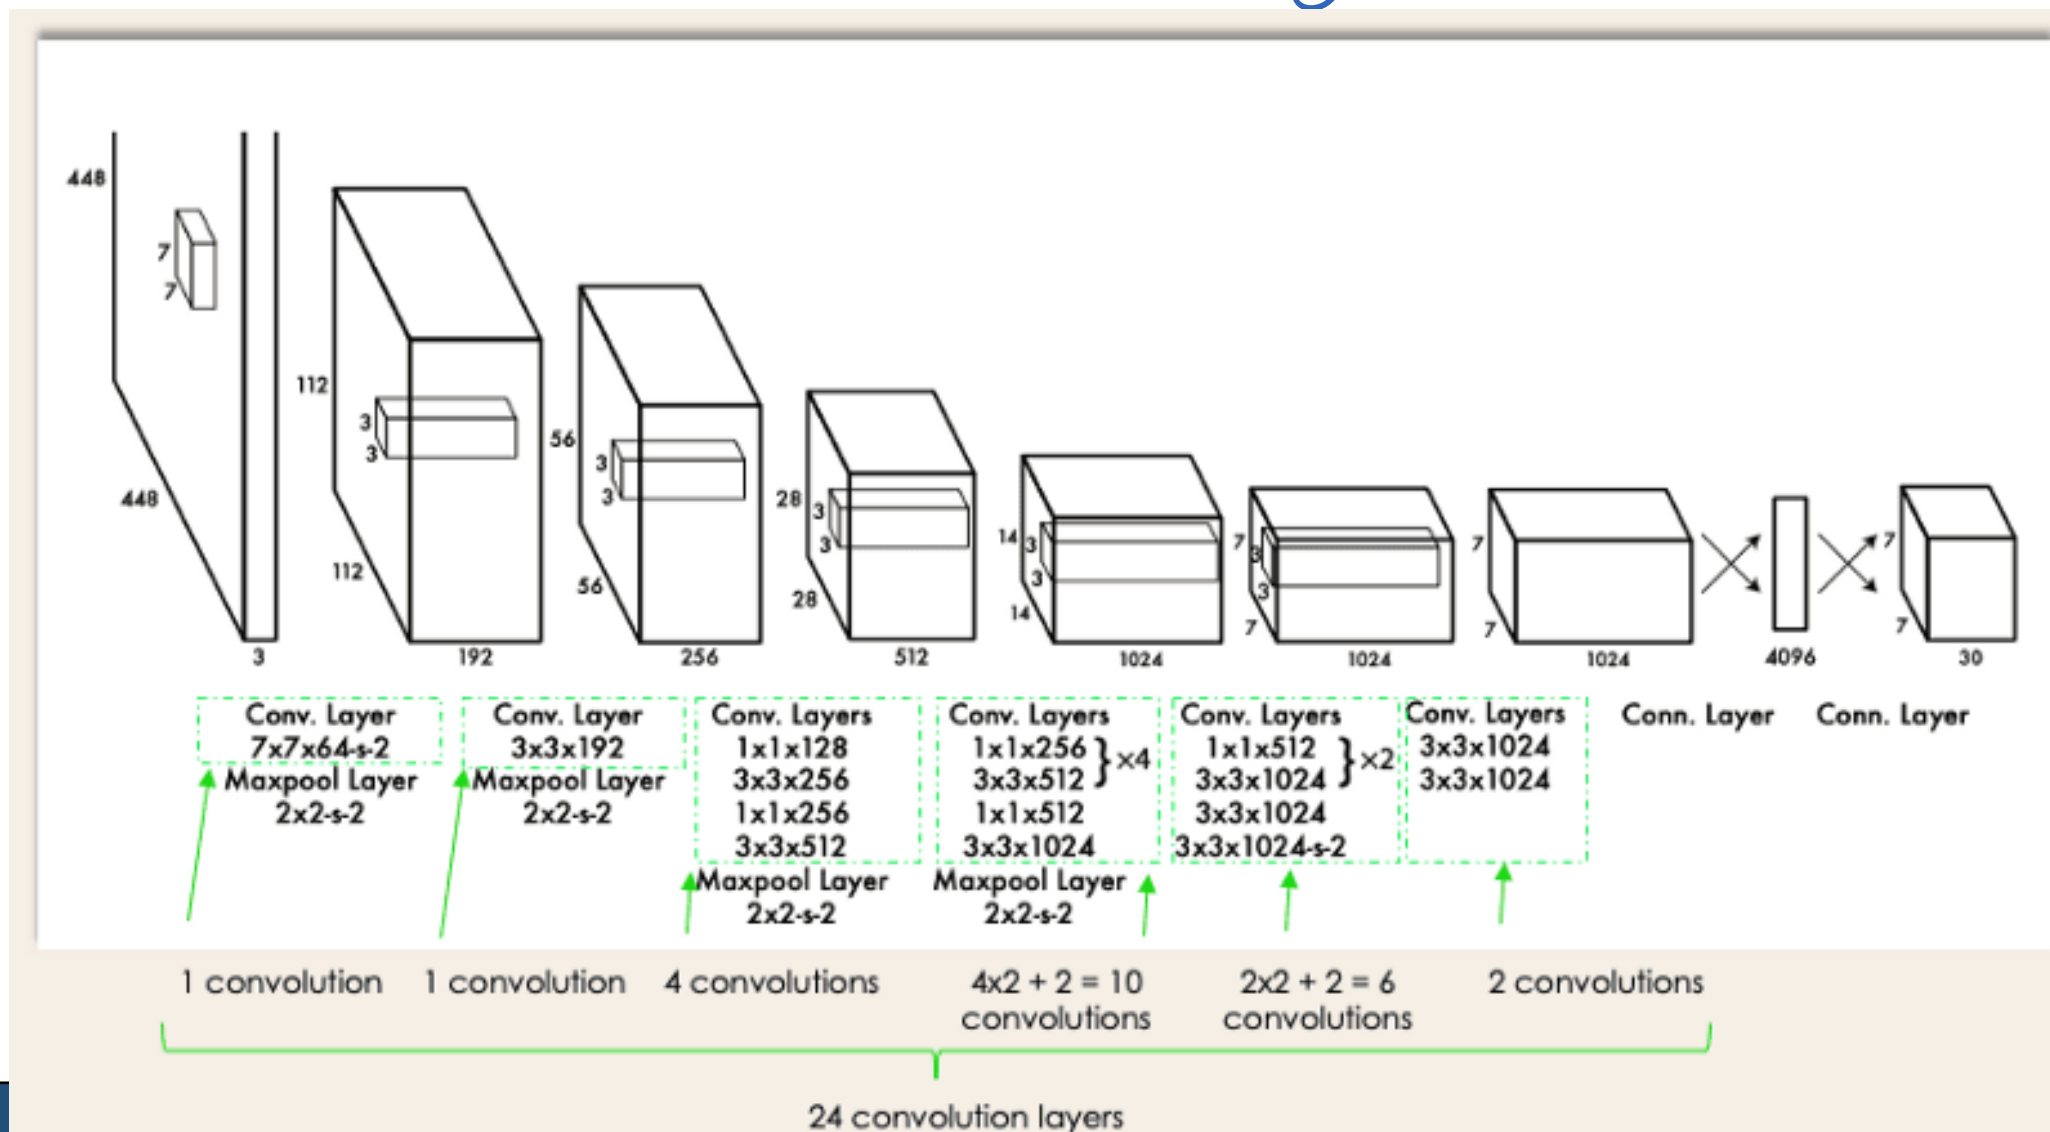 448
7
7
448
3
112
3
3
112
192
56
3
3
56
256
28
3
3
28
512
14
3
3
14
1024
7
3
3
7
1024
7
7
1024
4096
7
7
30
Conv. Layer
7x7x64-s-2
Maxpool Layer
2x2-s-2
Conv. Layer
3x3x192
Maxpool Layer
2x2-s-2
Conv. Layers
1x1x128
3x3x256
1x1x256
3x3x512
Maxpool Layer
2x2-s-2
Conv. Layers
1x1x256
3x3x512 } ×4
1x1x512
3x3x1024
Maxpool Layer
2x2-s-2
Conv. Layers
1x1x512
3x3x1024 } ×2
3x3x1024
3x3x1024-s-2
Conv. Layers
3x3x1024
3x3x1024
Conn. Layer
Conn. Layer
1 convolution
1 convolution
4 convolutions
4x2 + 2 = 10
convolutions
2x2 + 2 = 6
convolutions
2 convolutions
24 convolution layers